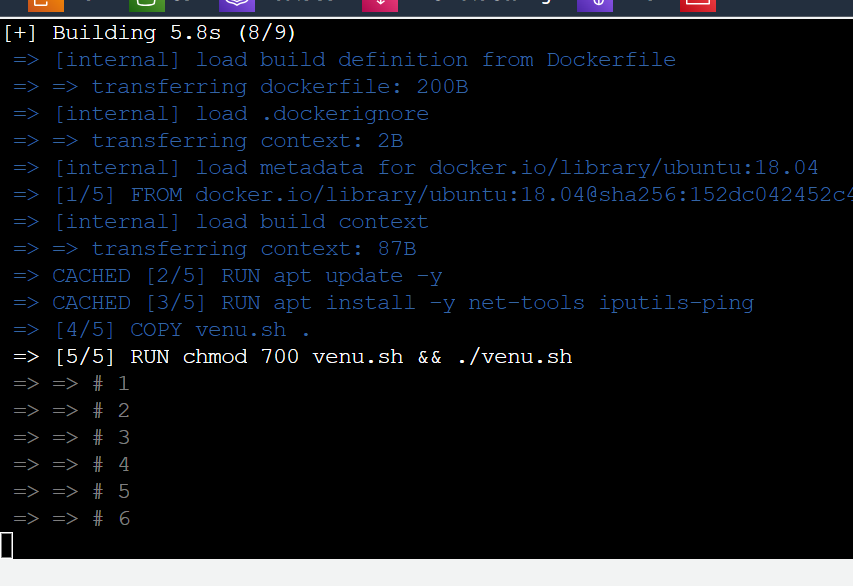 [+] Building 5.8s (8/9)
=> [internal] load build definition from Dockerfile
=> => transferring dockerfile: 200B
=> [internal] load .dockerignore
=> => transferring context: 2B
=> [internal] load metadata for docker.io/library/ubuntu:18.04
=> [1/5] FROM docker.io/library/ubuntu:18.04@sha256:152dc042452c4
=> [internal] load build context
=> => transferring context: 87B
=> CACHED [2/5] RUN apt update -y
=> CACHED [3/5] RUN apt install -y net-tools iputils-ping
=> [4/5] COPY venu.sh .
=> [5/5] RUN chmod 700 venu.sh && ./venu.sh
=> => # 1
=> => # 2
=> => # 3
=> => # 4
=> => # 5
=> => # 6